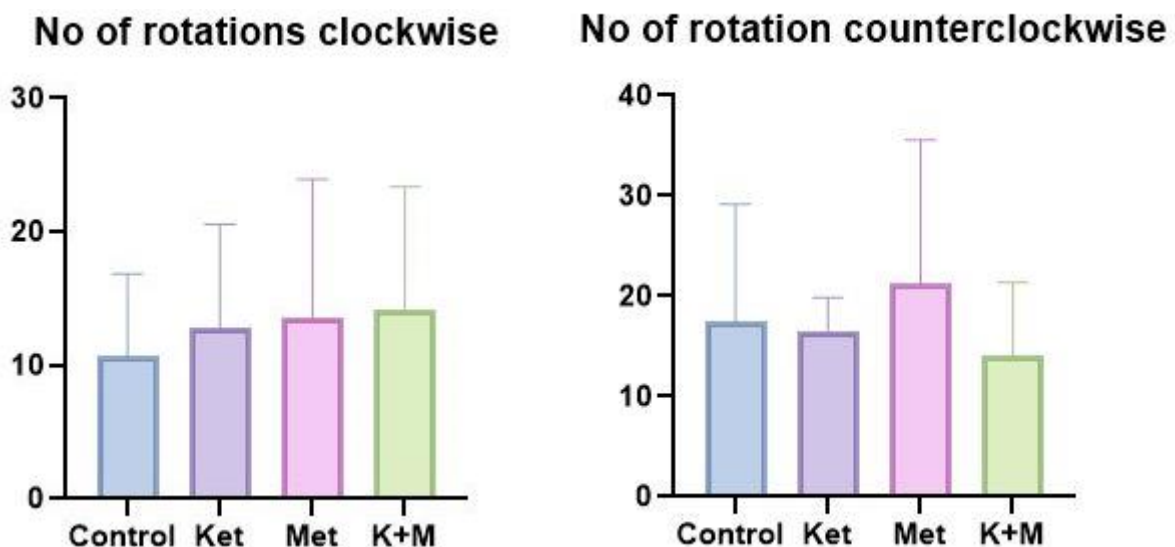 No of rotations clockwise
30
20
10
0
Control Ket Met K+M
No of rotation counterclockwise
40
30
20
10
0
Control Ket Met K+M